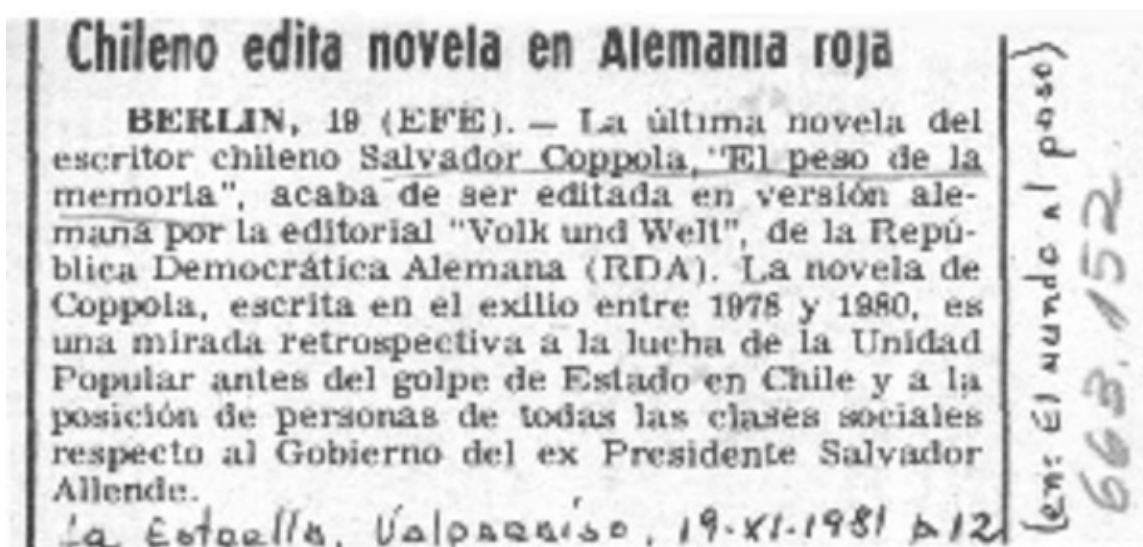 Chileno edita novela en Alemania roja
BERLIN, 19 (EFE). — La última novela del
escritor chileno Salvador Coppola, "El peso de la
memoria", acaba de ser editada en versión ale-
mana por la editorial "Volk und Welt", de la Repú-
blica Democrática Alemana (RDA). La novela de
Coppola, escrita en el exilio entre 1978 y 1980, es
una mirada retrospectiva a la lucha de la Unidad
Popular antes del golpe de Estado en Chile y a la
posición de personas de todas las clases sociales
respecto al Gobierno del ex Presidente Salvador
Allende.
La Estrella, Valparaíso, 19-XI-1981 p 12
(en: El mundo al paso)
663.152